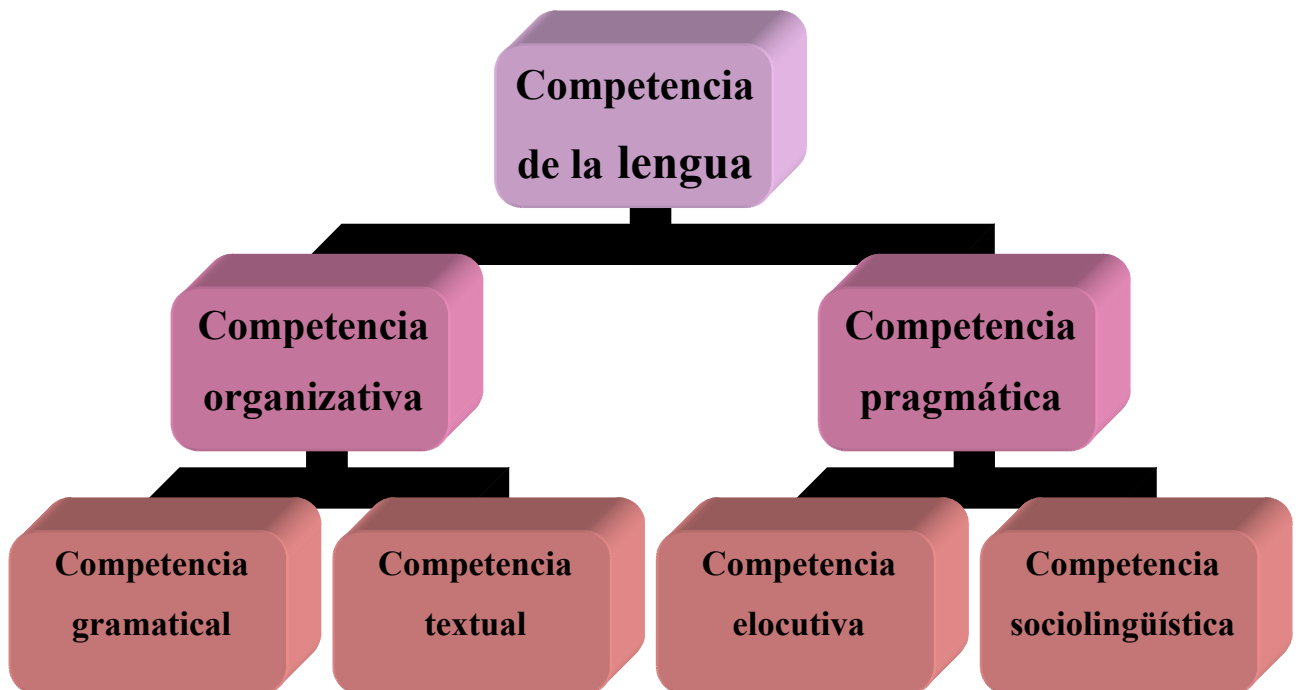 Competencia
de la lengua
Competencia
organizativa
Competencia
pragmática
Competencia
gramatical
Competencia
textual
Competencia
elocutiva
Competencia
sociolingüística